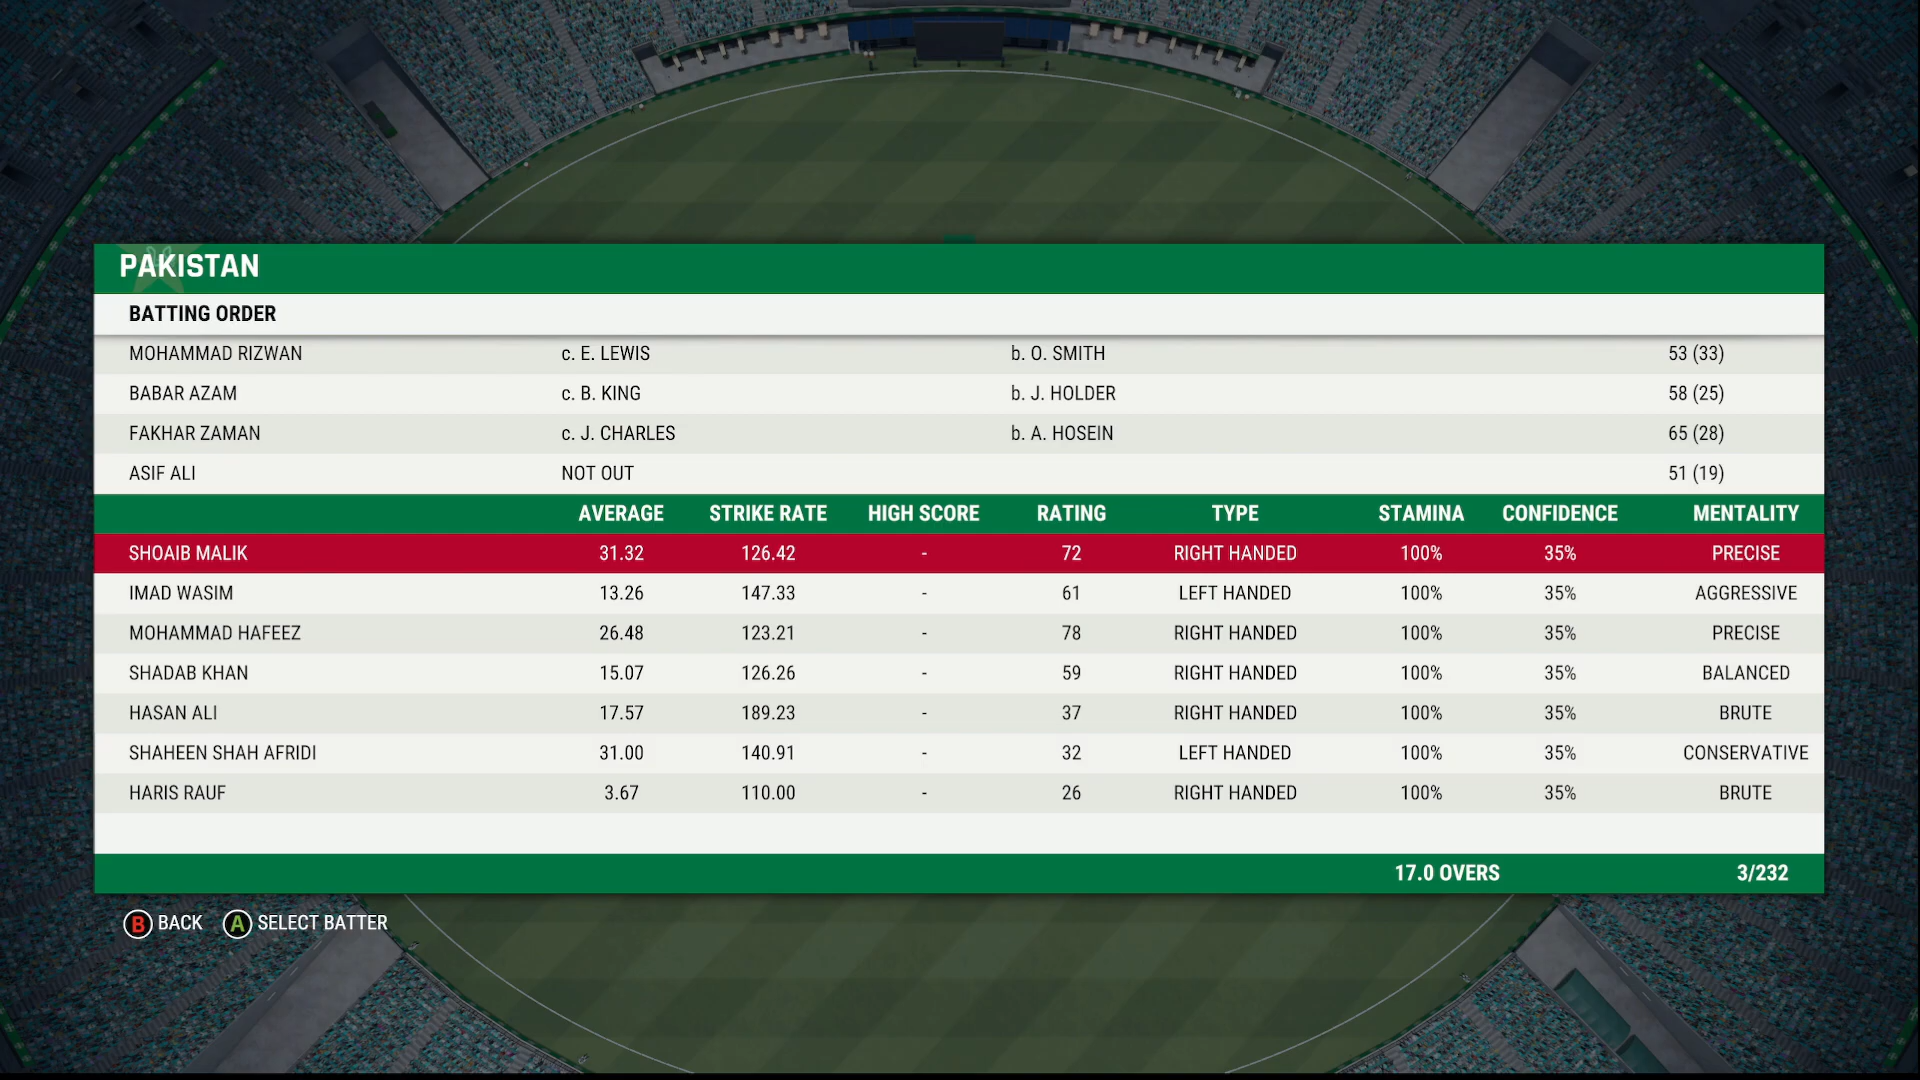 PAKISTAN
BATTING ORDER
MOHAMMAD RIZWAN c. E. LEWIS b. O. SMITH 53 (33)
BABAR AZAM c. B. KING b. J. HOLDER 58 (25)
FAKHAR ZAMAN c. J. CHARLES b. A. HOSEIN 65 (28)
ASIF ALI NOT OUT 51 (19)
AVERAGE STRIKE RATE HIGH SCORE RATING TYPE STAMINA CONFIDENCE MENTALITY
SHOAIB MALIK 31.32 126.42 - 72 RIGHT HANDED 100% 35% PRECISE
IMAD WASIM 13.26 147.33 - 61 LEFT HANDED 100% 35% AGGRESSIVE
MOHAMMAD HAFEEZ 26.48 123.21 - 78 RIGHT HANDED 100% 35% PRECISE
SHADAB KHAN 15.07 126.26 - 59 RIGHT HANDED 100% 35% BALANCED
HASAN ALI 17.57 189.23 - 37 RIGHT HANDED 100% 35% BRUTE
SHAHEEN SHAH AFRIDI 31.00 140.91 - 32 LEFT HANDED 100% 35% CONSERVATIVE
HARIS RAUF 3.67 110.00 - 26 RIGHT HANDED 100% 35% BRUTE
17.0 OVERS 3/232
B BACK A SELECT BATTER